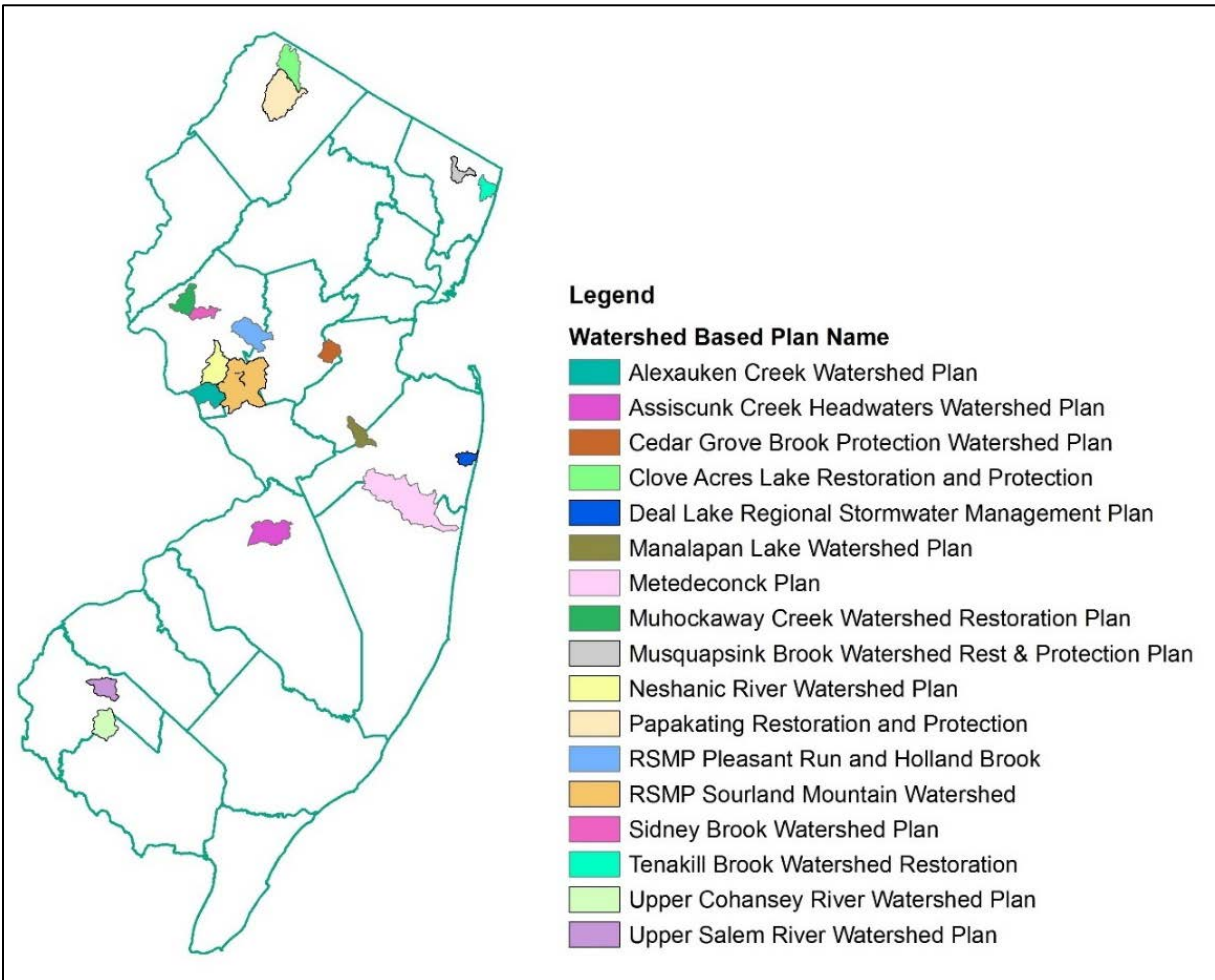 Legend
Watershed Based Plan Name
Alexauken Creek Watershed Plan
Assiscunk Creek Headwaters Watershed Plan
Cedar Grove Brook Protection Watershed Plan
Clove Acres Lake Restoration and Protection
Deal Lake Regional Stormwater Management Plan
Manalapan Lake Watershed Plan
Metedeconck Plan
Muhockaway Creek Watershed Restoration Plan
Musquapsink Brook Watershed Rest & Protection Plan
Neshanic River Watershed Plan
Papakating Restoration and Protection
RSMP Pleasant Run and Holland Brook
RSMP Sourland Mountain Watershed
Sidney Brook Watershed Plan
Tenakill Brook Watershed Restoration
Upper Cohansey River Watershed Plan
Upper Salem River Watershed Plan